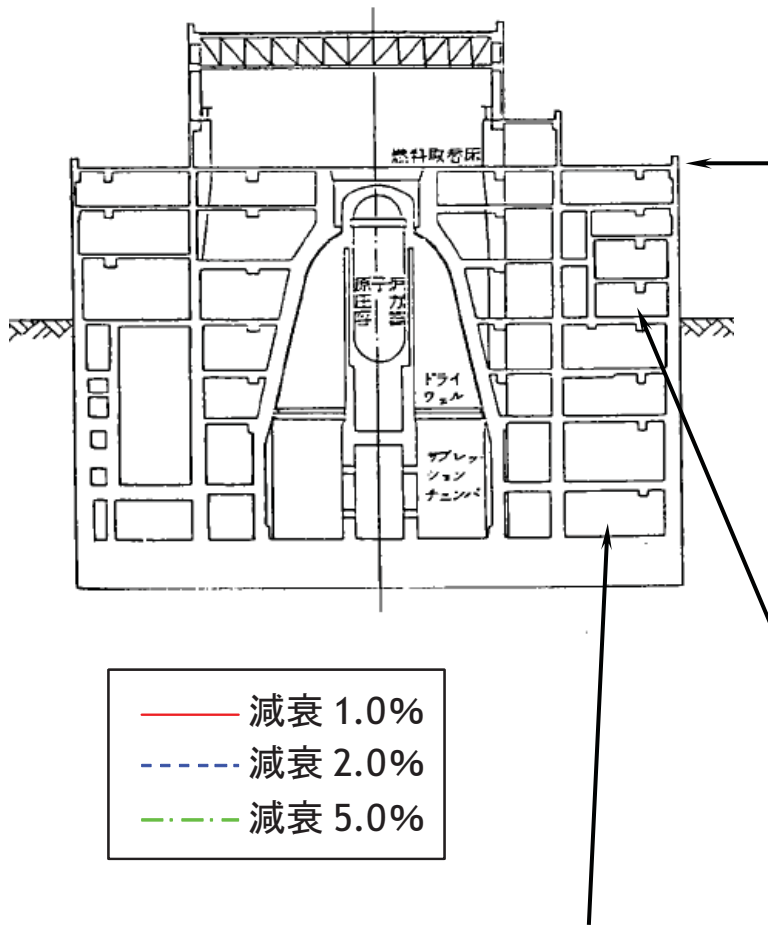 燃料取替床
原子炉
圧力容器
ドライ
ウェル
サプレッ
ション
チェンバ
減衰 1.0%
減衰 2.0%
減衰 5.0%